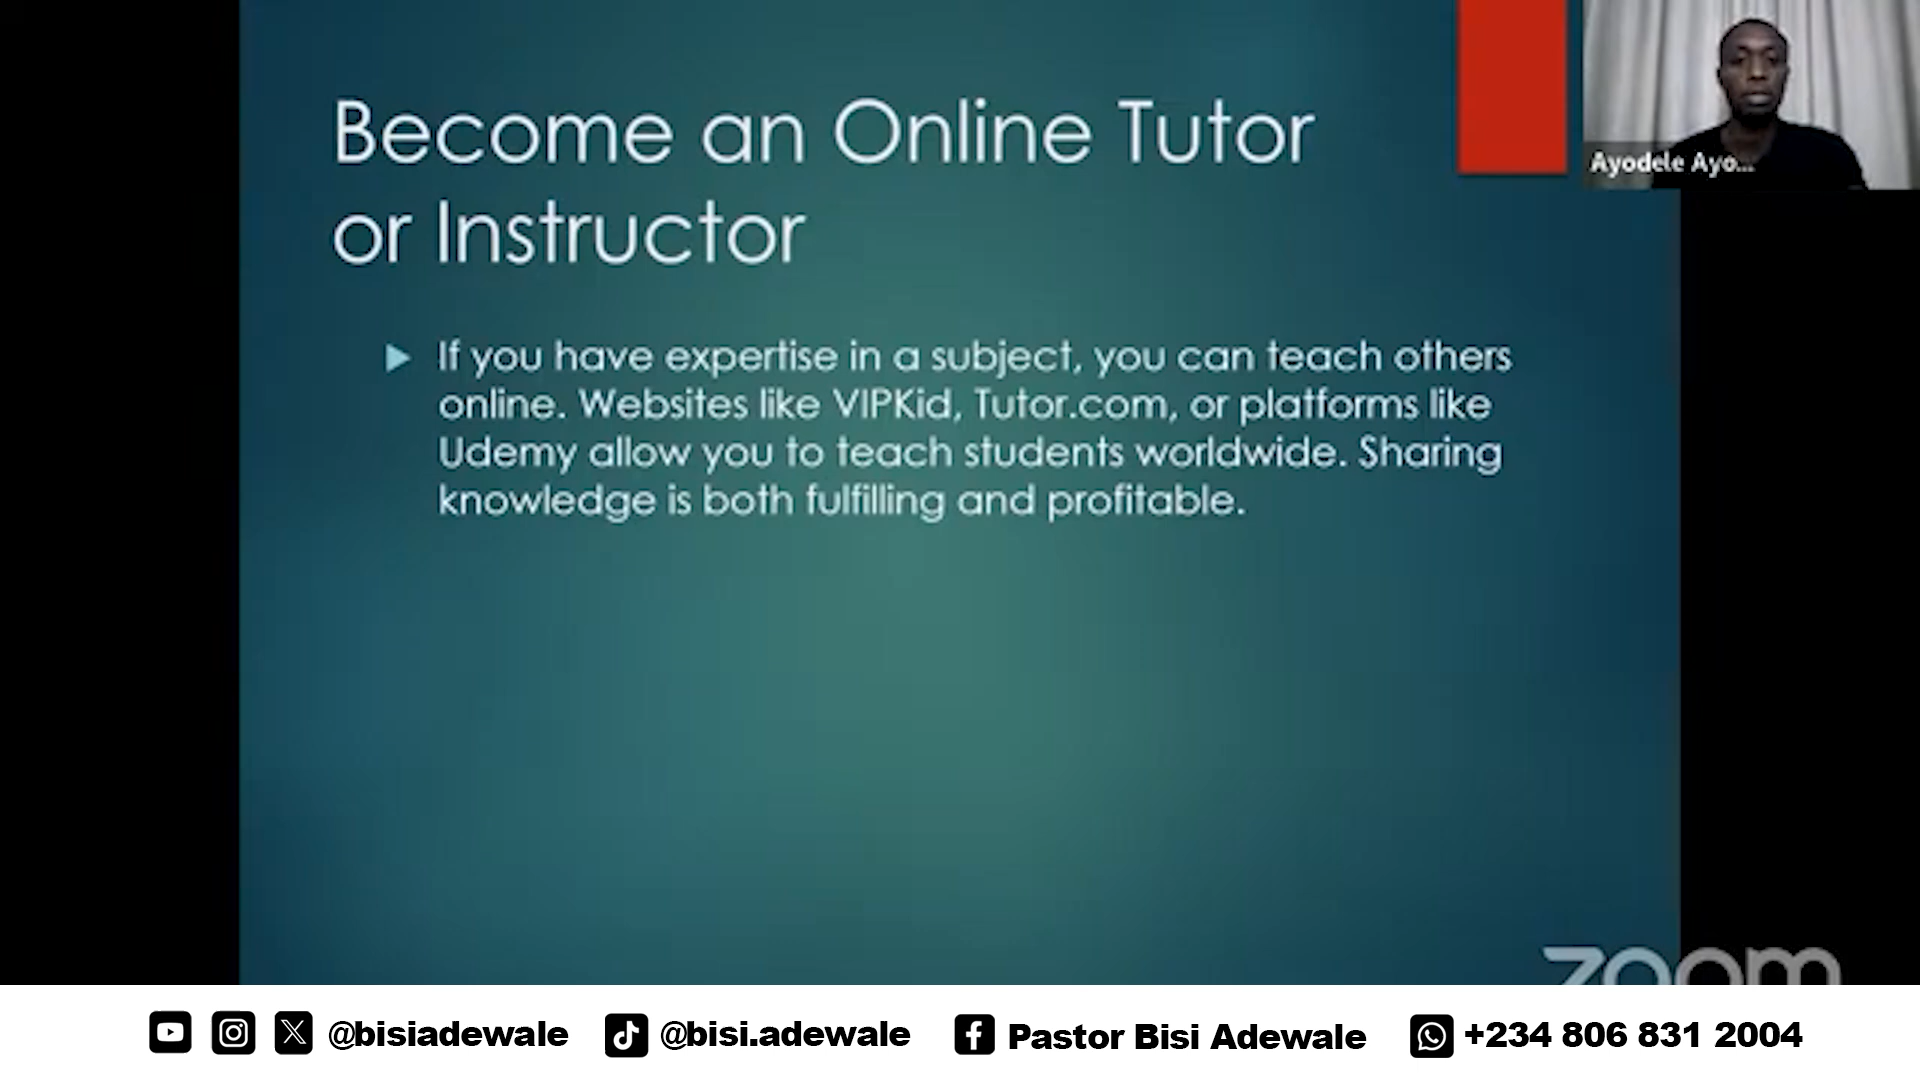 Become an Online Tutor
or Instructor
If you have expertise in a subject, you can teach others
online. Websites like VIPKid, Tutor.com, or platforms like
Udemy allow you to teach students worldwide. Sharing
knowledge is both fulfilling and profitable.
Ayodele Ayo...
zoom
@bisiadewale
@bisi.adewale
Pastor Bisi Adewale
+234 806 831 2004